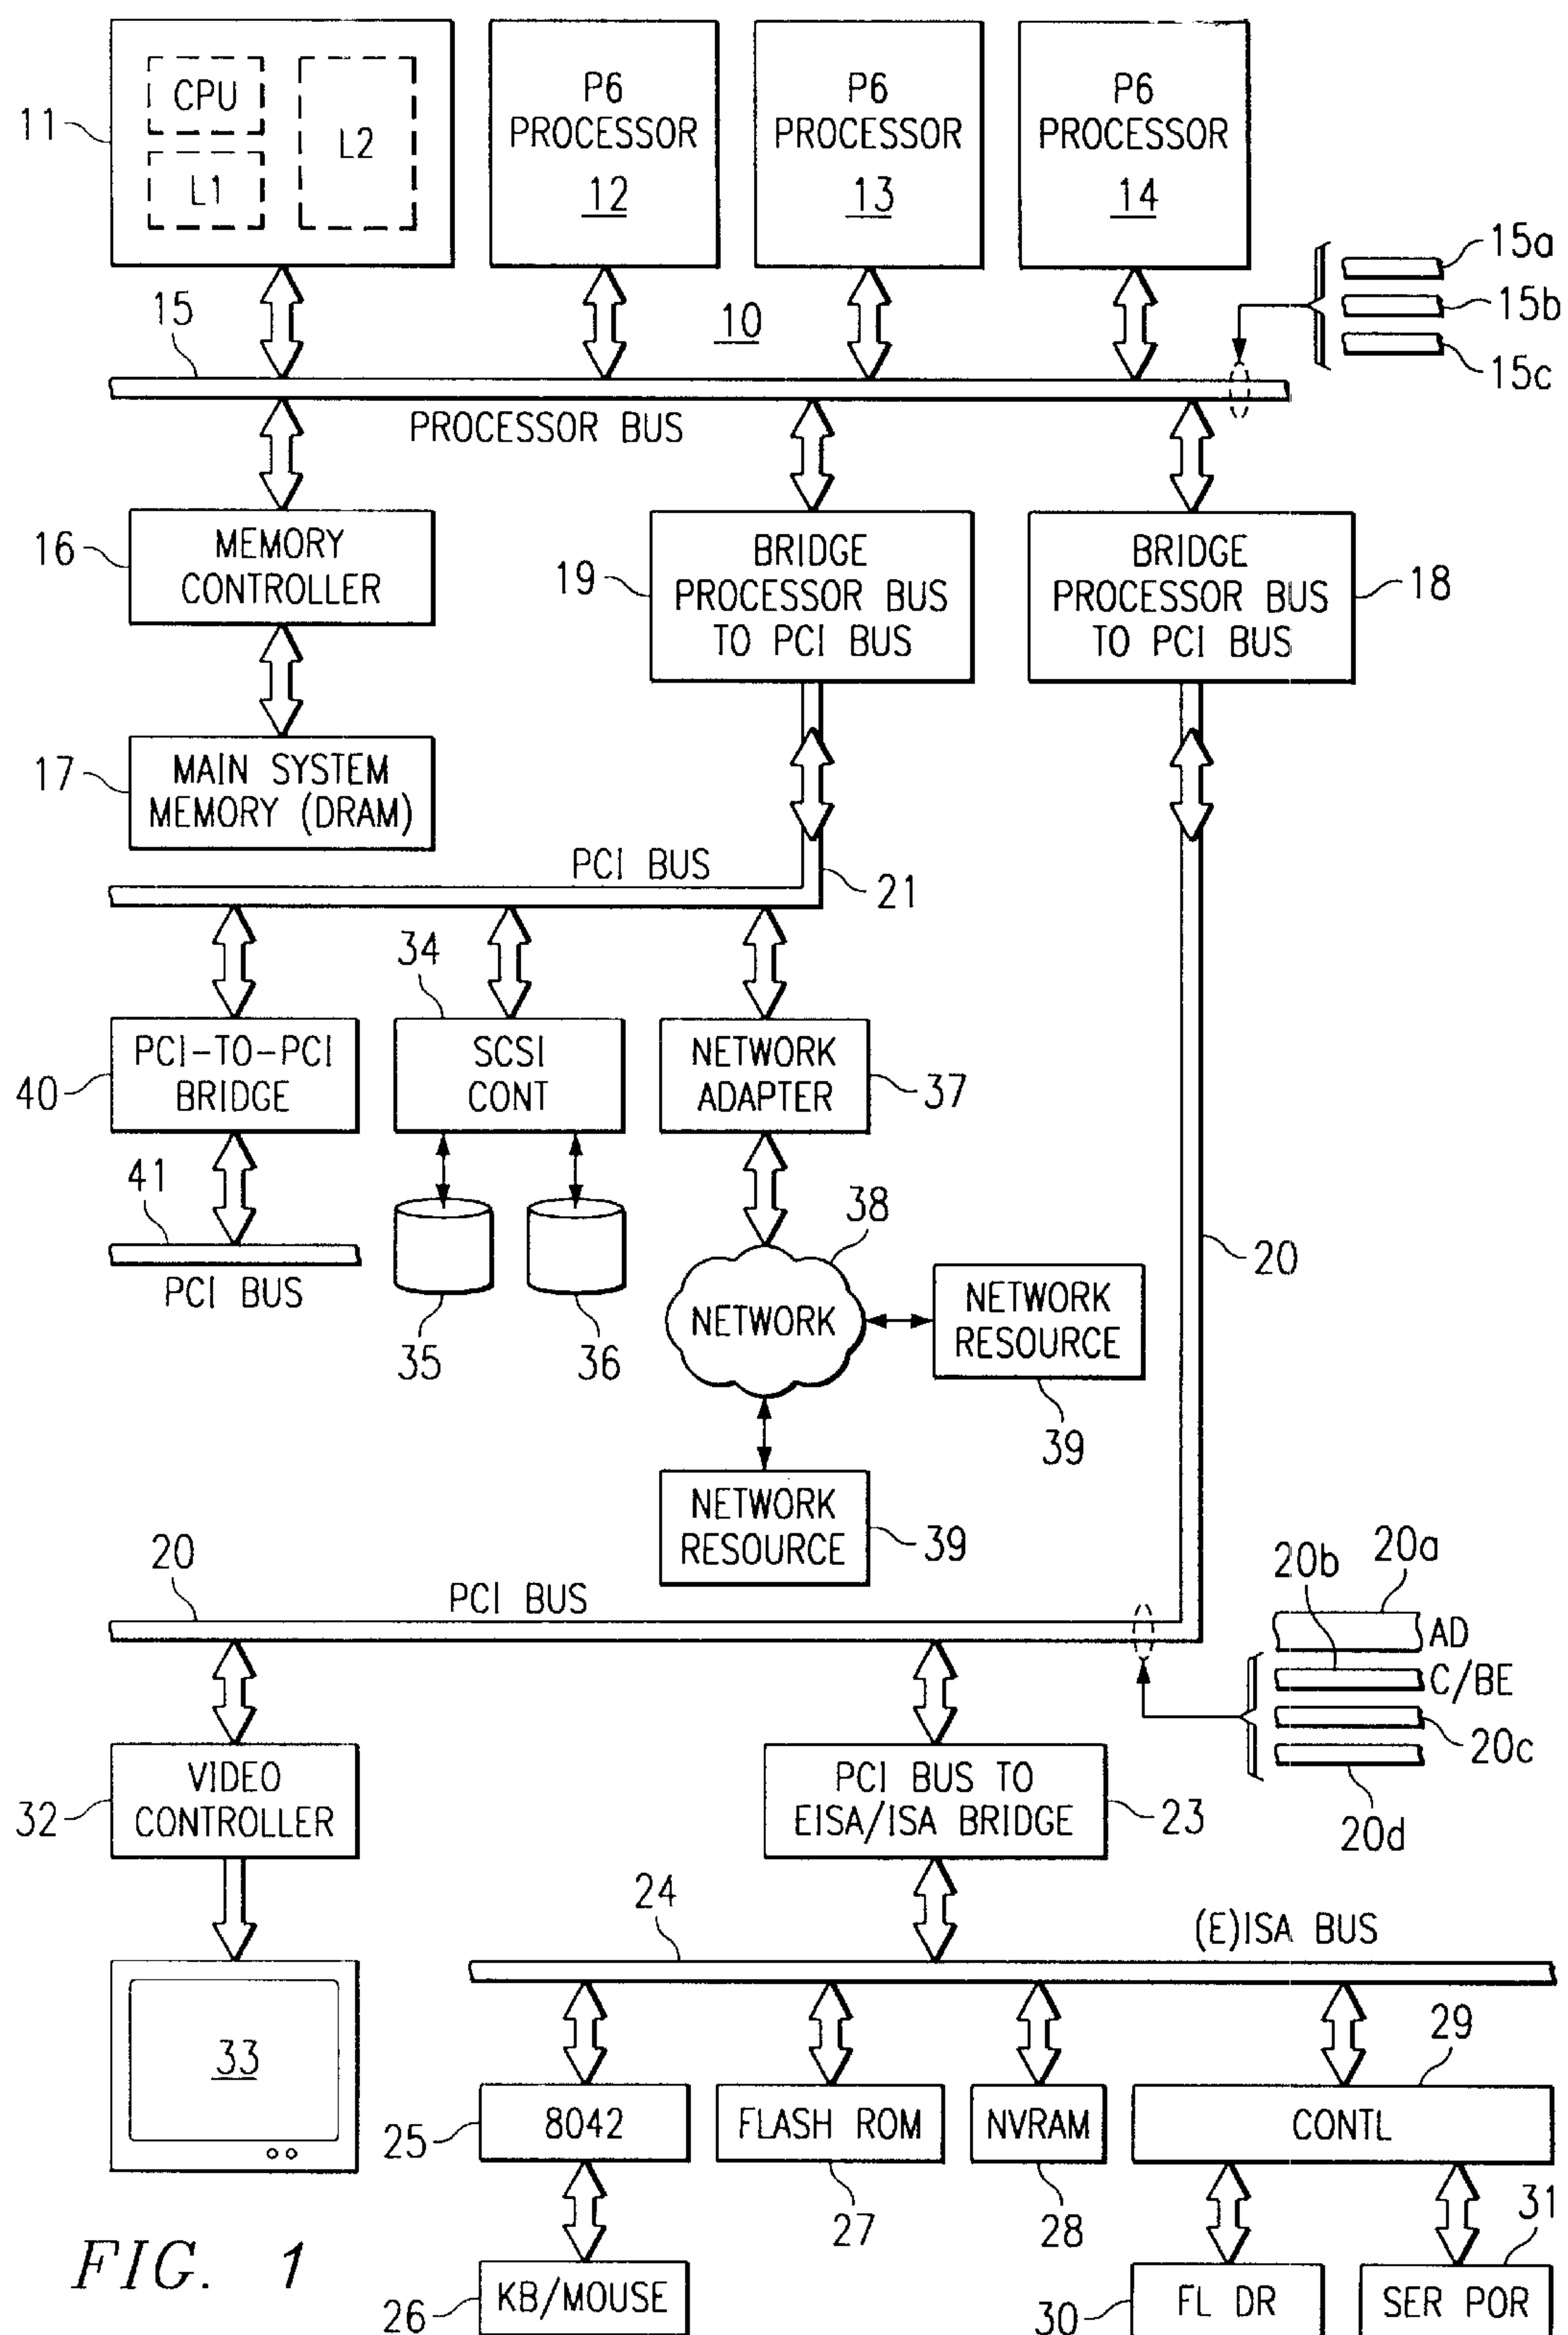 11
CPU
L1
L2
P6
PROCESSOR
12
P6
PROCESSOR
13
P6
PROCESSOR
14
15a
15b
15c
15
10
PROCESSOR BUS
16
MEMORY
CONTROLLER
19
BRIDGE
PROCESSOR BUS
TO PCI BUS
BRIDGE
PROCESSOR BUS
TO PCI BUS
18
17
MAIN SYSTEM
MEMORY (DRAM)
PCI BUS
21
34
40
PCI-TO-PCI
BRIDGE
SCSI
CONT
NETWORK
ADAPTER
37
41
PCI BUS
35
36
38
NETWORK
NETWORK
RESOURCE
39
20
NETWORK
RESOURCE
39
20
PCI BUS
20b
20a
AD
C/BE
20c
20d
32
VIDEO
CONTROLLER
PCI BUS TO
EISA/ISA BRIDGE
23
24
(E)ISA BUS
33
29
25
8042
FLASH ROM
NVRAM
CONTL
27
28
31
26
KB/MOUSE
30
FL DR
SER POR
FIG. 1